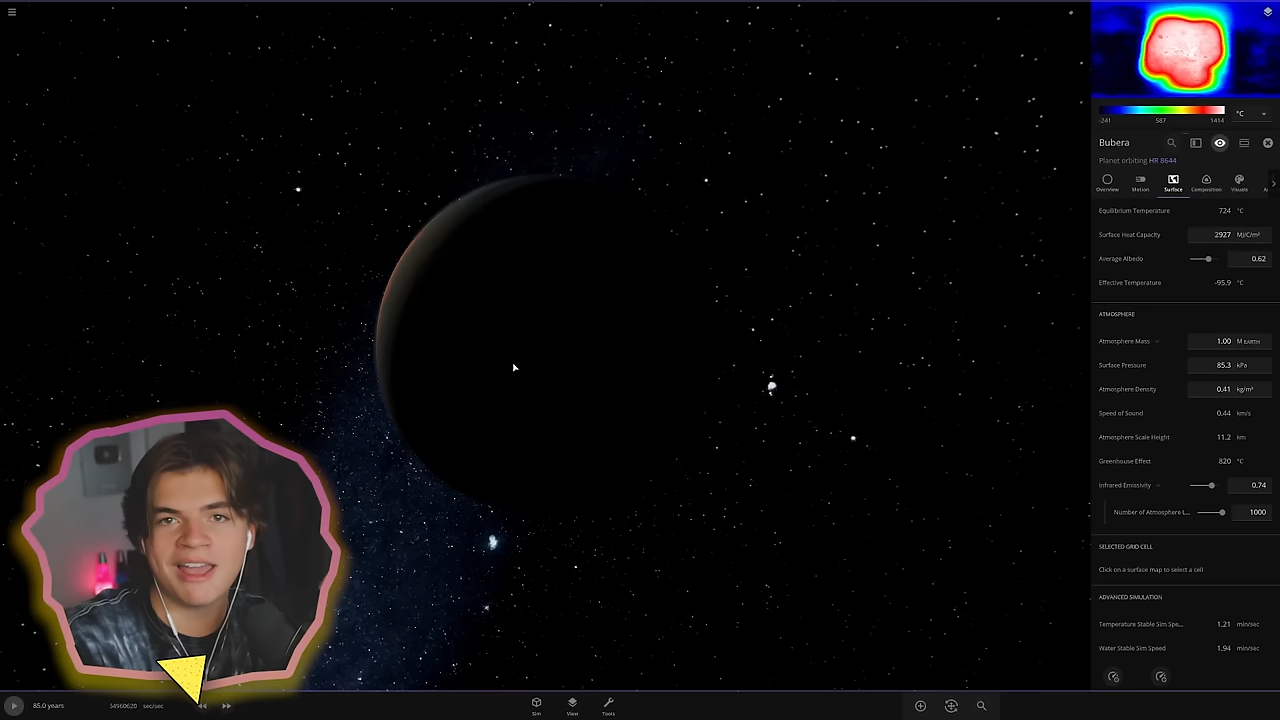 -241 587 1414 °C
Bubera
Planet orbiting HR 8644
Overview Motion Surface Composition Visuals A
Equilibrium Temperature 724 °C
Surface Heat Capacity 2927 MJ/C/m²
Average Albedo 0.62
Effective Temperature -95.9 °C
ATMOSPHERE
Atmosphere Mass 1.00 M EARTH
Surface Pressure 85.3 kPa
Atmosphere Density 0.41 kg/m³
Speed of Sound 0.44 km/s
Atmosphere Scale Height 11.2 km
Greenhouse Effect 820 °C
Infrared Emissivity 0.74
Number of Atmosphere L... 1000
SELECTED GRID CELL
Click on a surface map to select a cell
ADVANCED SIMULATION
Temperature Stable Sim Spe... 1.21 min/sec
Water Stable Sim Speed 1.94 min/sec
85.0 years 54960620 sec/sec Sim View Tools